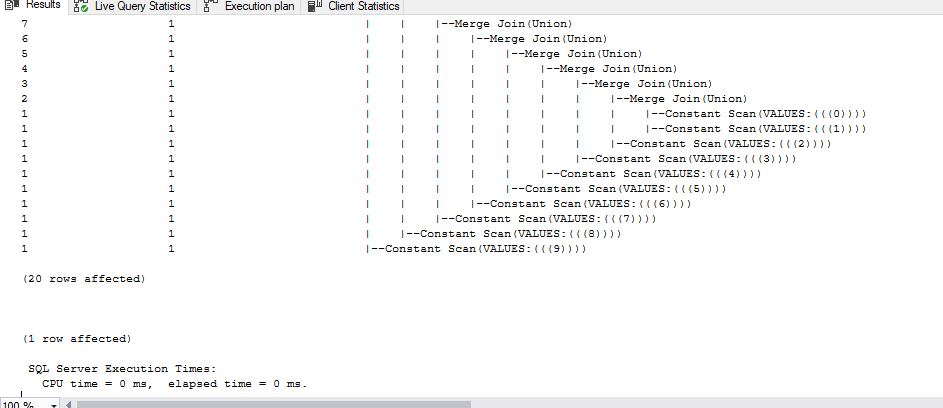 Results Live Query Statistics Execution plan Client Statistics
7 1 | | |--Merge Join(Union)
6 1 | | | |--Merge Join(Union)
5 1 | | | | |--Merge Join(Union)
4 1 | | | | | |--Merge Join(Union)
3 1 | | | | | | |--Merge Join(Union)
2 1 | | | | | | | |--Merge Join(Union)
1 1 | | | | | | | | |--Constant Scan(VALUES:(((0))))
1 1 | | | | | | | | |--Constant Scan(VALUES:(((1))))
1 1 | | | | | | | |--Constant Scan(VALUES:(((2))))
1 1 | | | | | | |--Constant Scan(VALUES:(((3))))
1 1 | | | | | |--Constant Scan(VALUES:(((4))))
1 1 | | | | |--Constant Scan(VALUES:(((5))))
1 1 | | | |--Constant Scan(VALUES:(((6))))
1 1 | | |--Constant Scan(VALUES:(((7))))
1 1 | |--Constant Scan(VALUES:(((8))))
1 1 |--Constant Scan(VALUES:(((9))))
(20 rows affected)
(1 row affected)
SQL Server Execution Times:
CPU time = 0 ms, elapsed time = 0 ms.
100 %